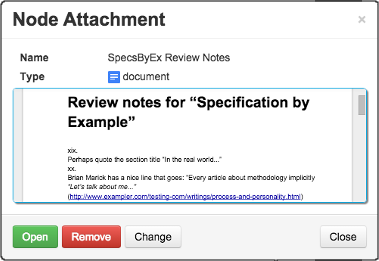 Node Attachment ×
Name SpecsByEx Review Notes
Type document
Review notes for “Specification by
Example”
xix.
Perhaps quote the section title “In the real world...”
xx.
Brian Marick has a nice line that goes: “Every article about methodology implicitly
“Let’s talk about me...”
(http://www.exampler.com/testing-com/writings/process-and-personality.html)
Open Remove Change Close